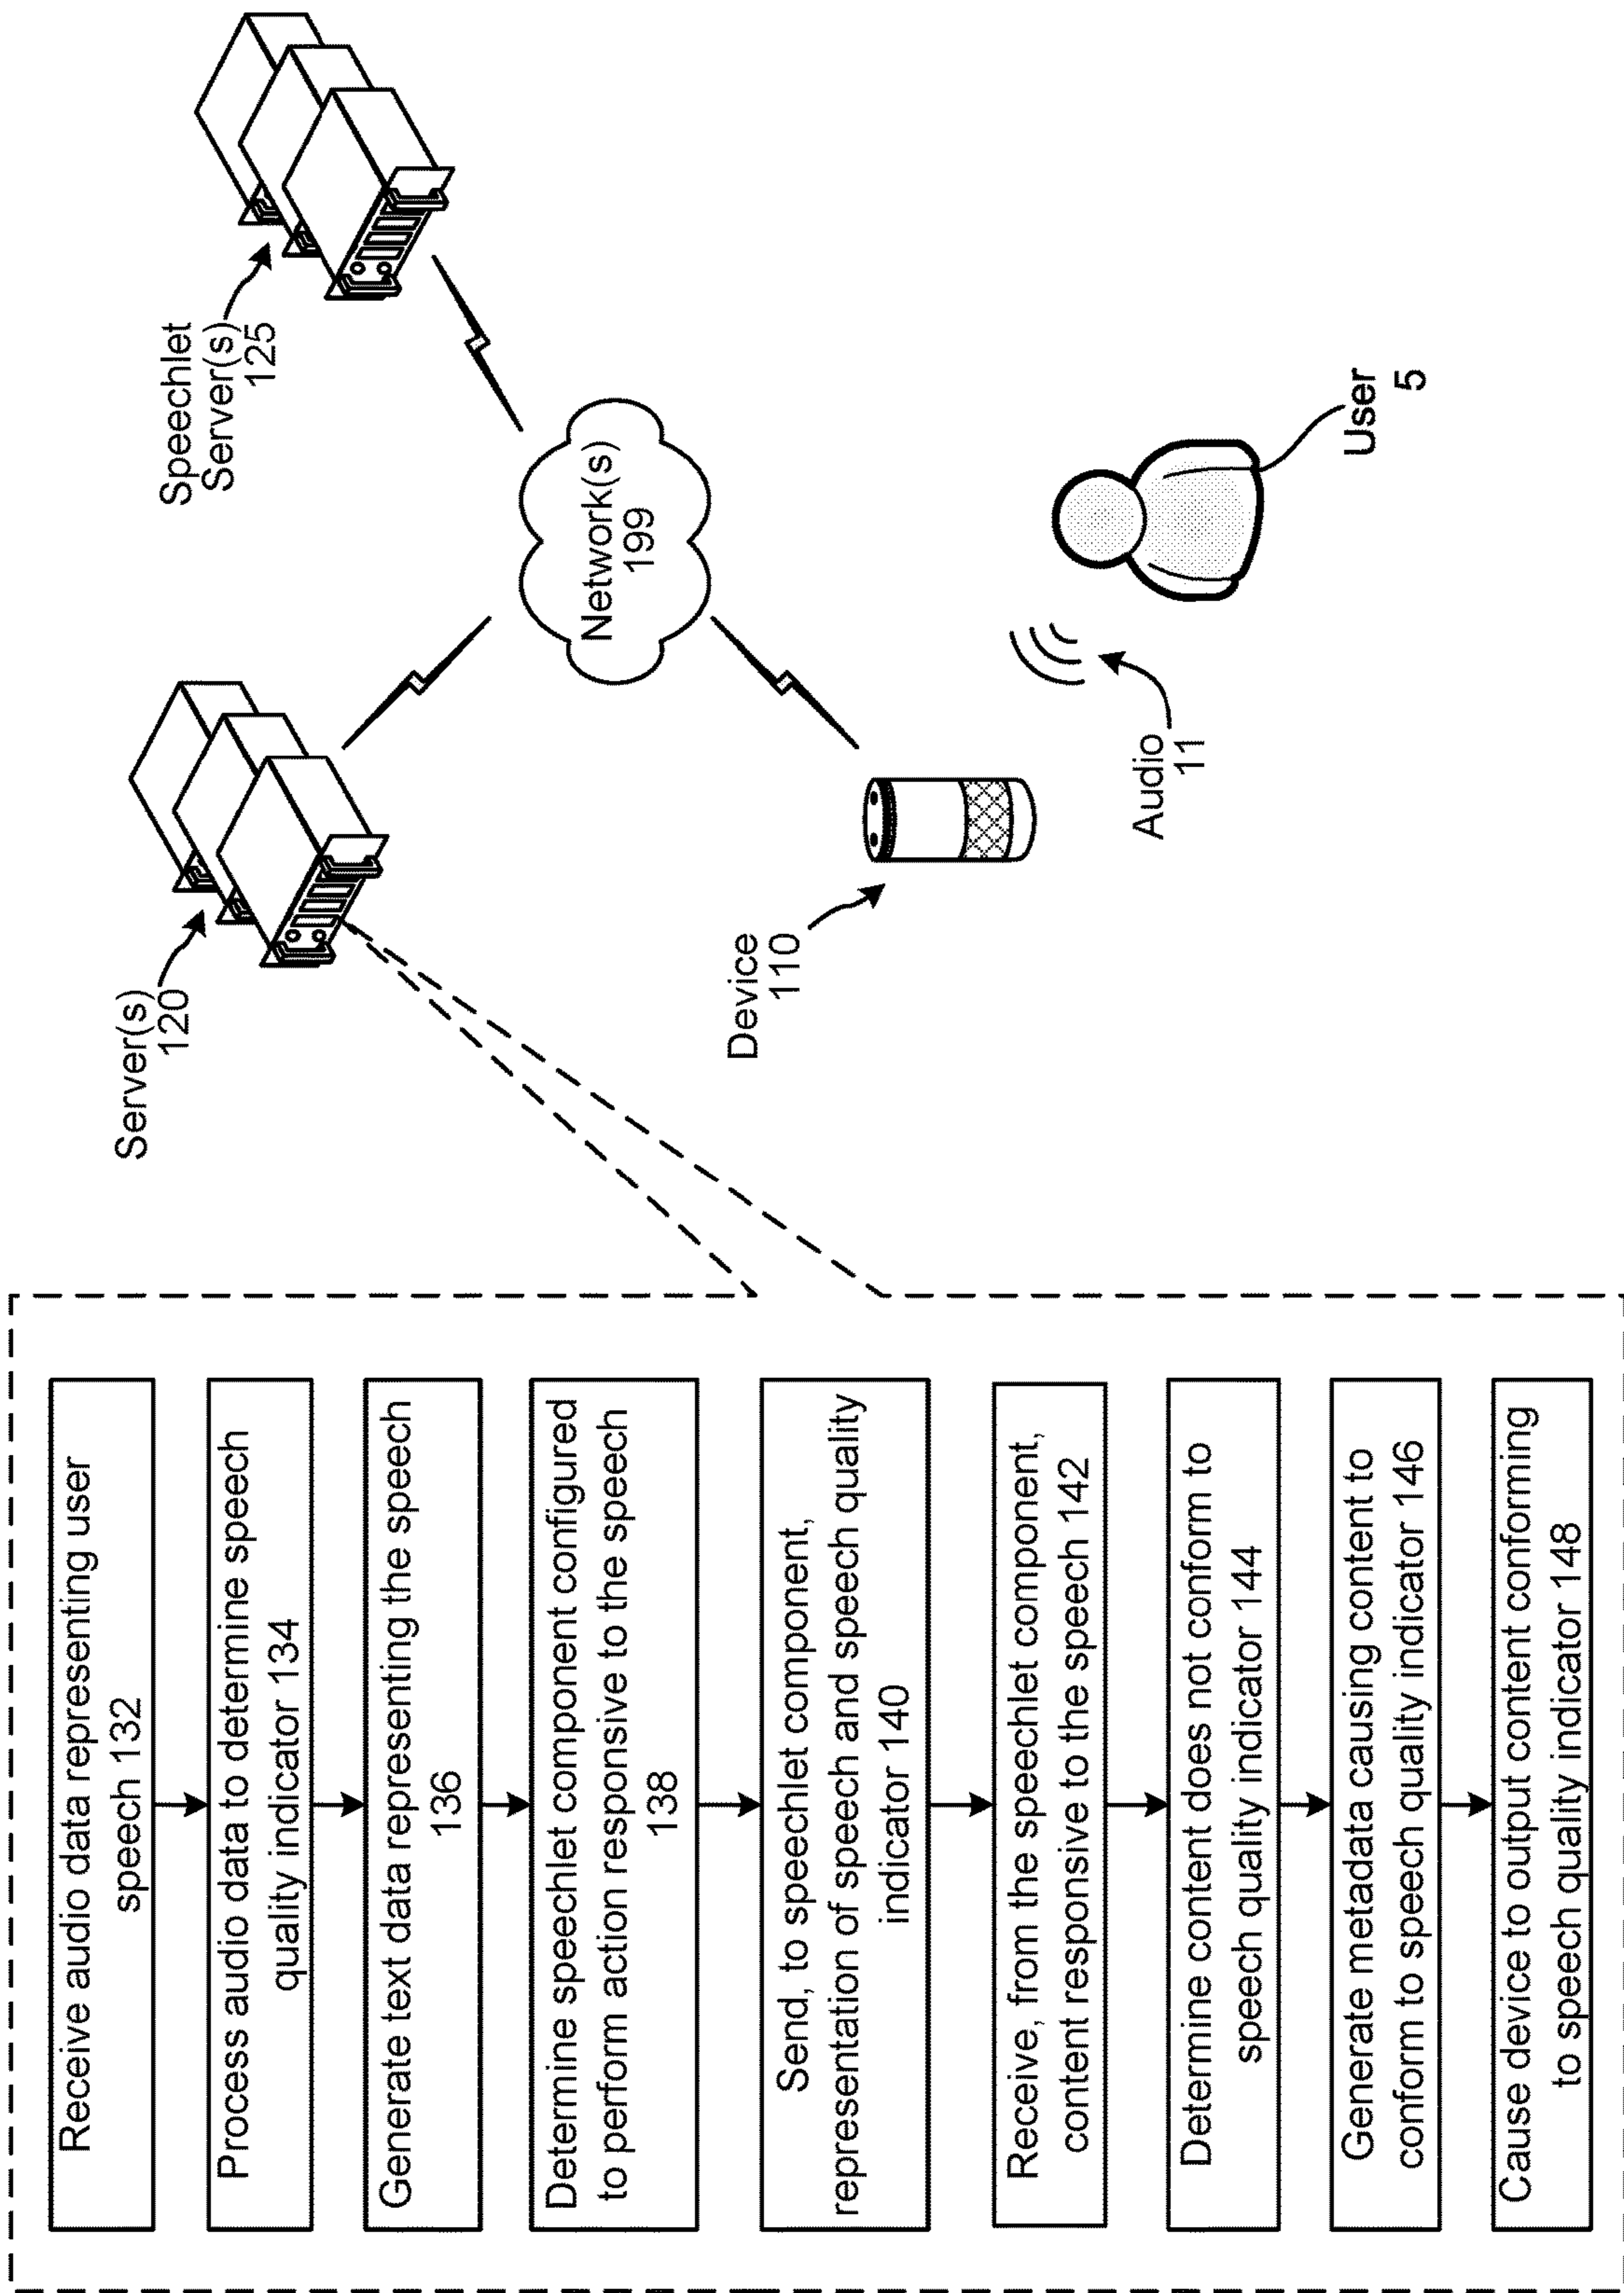 Receive audio data representing user
speech 132
Process audio data to determine speech
quality indicator 134
Generate text data representing the speech
136
Determine speechlet component configured
to perform action responsive to the speech
138
Send, to speechlet component,
representation of speech and speech quality
indicator 140
Receive, from the speechlet component,
content responsive to the speech 142
Determine content does not conform to
speech quality indicator 144
Generate metadata causing content to
conform to speech quality indicator 146
Cause device to output content conforming
to speech quality indicator 148
Server(s)
120
Speechlet
Server(s)
125
Network(s)
199
Device
110
Audio
11
User
5